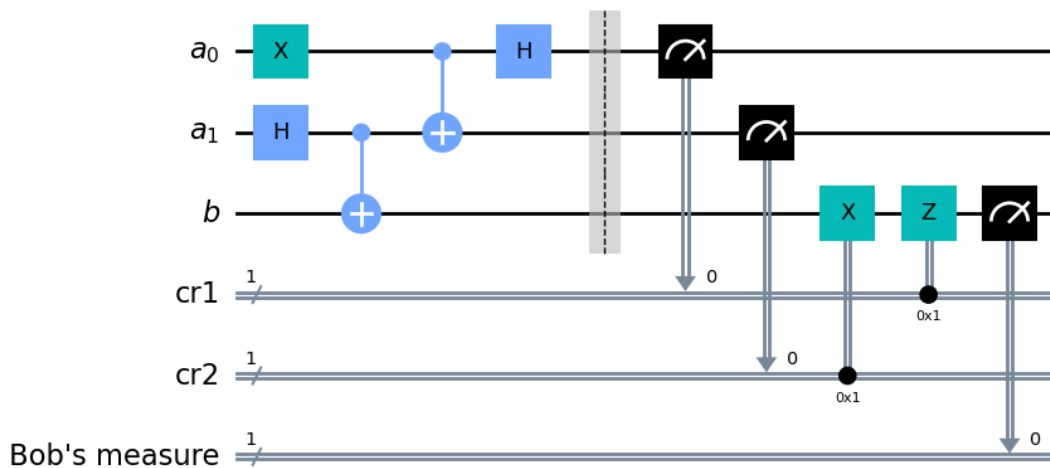 a0 X H
a1 H
b X Z
cr1 1 0 0x1
cr2 1 0 0x1
Bob's measure 1 0